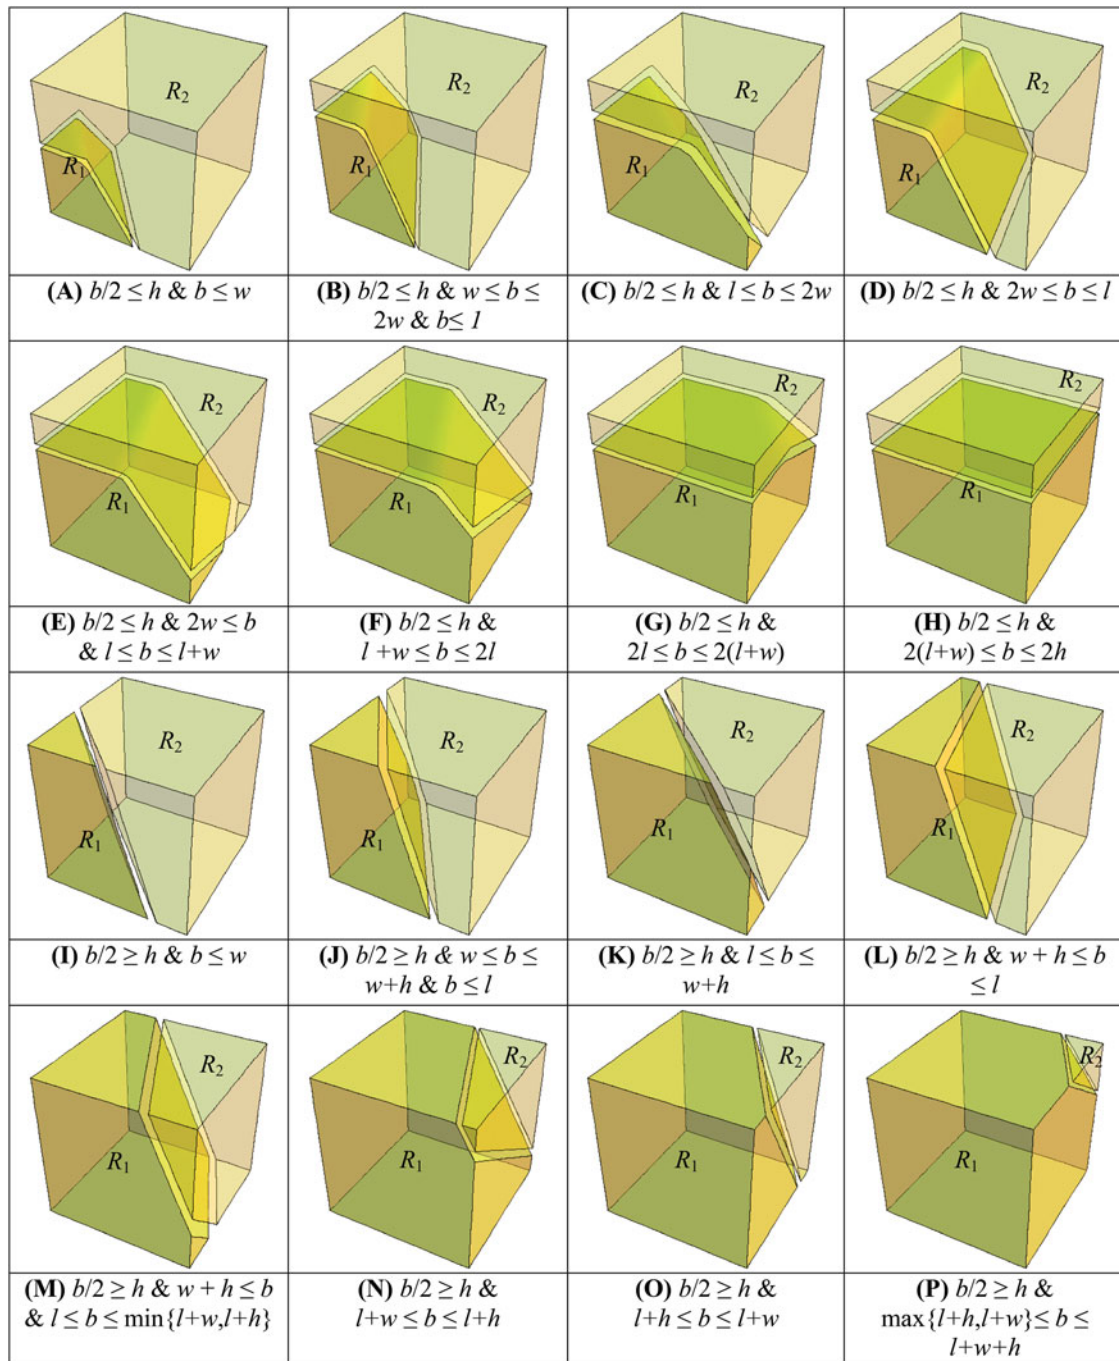 R2
R1
R2
R1
R2
R1
R2
R1
(A) b/2 ≤ h & b ≤ w
(B) b/2 ≤ h & w ≤ b ≤
2w & b≤ l
(C) b/2 ≤ h & l ≤ b ≤ 2w
(D) b/2 ≤ h & 2w ≤ b ≤ l
R2
R1
R2
R1
R2
R1
R2
R1
(E) b/2 ≤ h & 2w ≤ b
& l ≤ b ≤ l+w
(F) b/2 ≤ h &
l +w ≤ b ≤ 2l
(G) b/2 ≤ h &
2l ≤ b ≤ 2(l+w)
(H) b/2 ≤ h &
2(l+w) ≤ b ≤ 2h
R2
R1
R2
R1
R2
R1
R2
R1
(I) b/2 ≥ h & b ≤ w
(J) b/2 ≥ h & w ≤ b ≤
w+h & b ≤ l
(K) b/2 ≥ h & l ≤ b ≤
w+h
(L) b/2 ≥ h & w + h ≤ b
≤ l
R2
R1
R2
R1
R2
R1
R2
R1
(M) b/2 ≥ h & w + h ≤ b
& l ≤ b ≤ min{l+w,l+h}
(N) b/2 ≥ h &
l+w ≤ b ≤ l+h
(O) b/2 ≥ h &
l+h ≤ b ≤ l+w
(P) b/2 ≥ h &
max{l+h,l+w}≤ b ≤
l+w+h